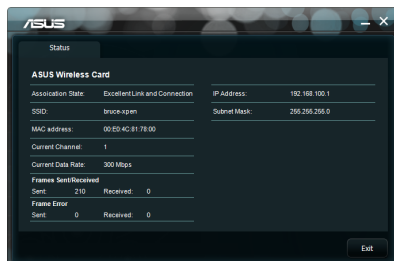 ASUS
Status
ASUS Wireless Card
Assoication State: Excellent Link and Connection
SSID: bruce-xpen
MAC address: 00:E0:4C:81:78:00
Current Channel: 1
Current Data Rate: 300 Mbps
Frames Sent/Received
Sent: 210 Received: 0
Frame Error
Sent: 0 Received: 0
IP Address: 192.168.100.1
Subnet Mask: 255.255.255.0
Exit